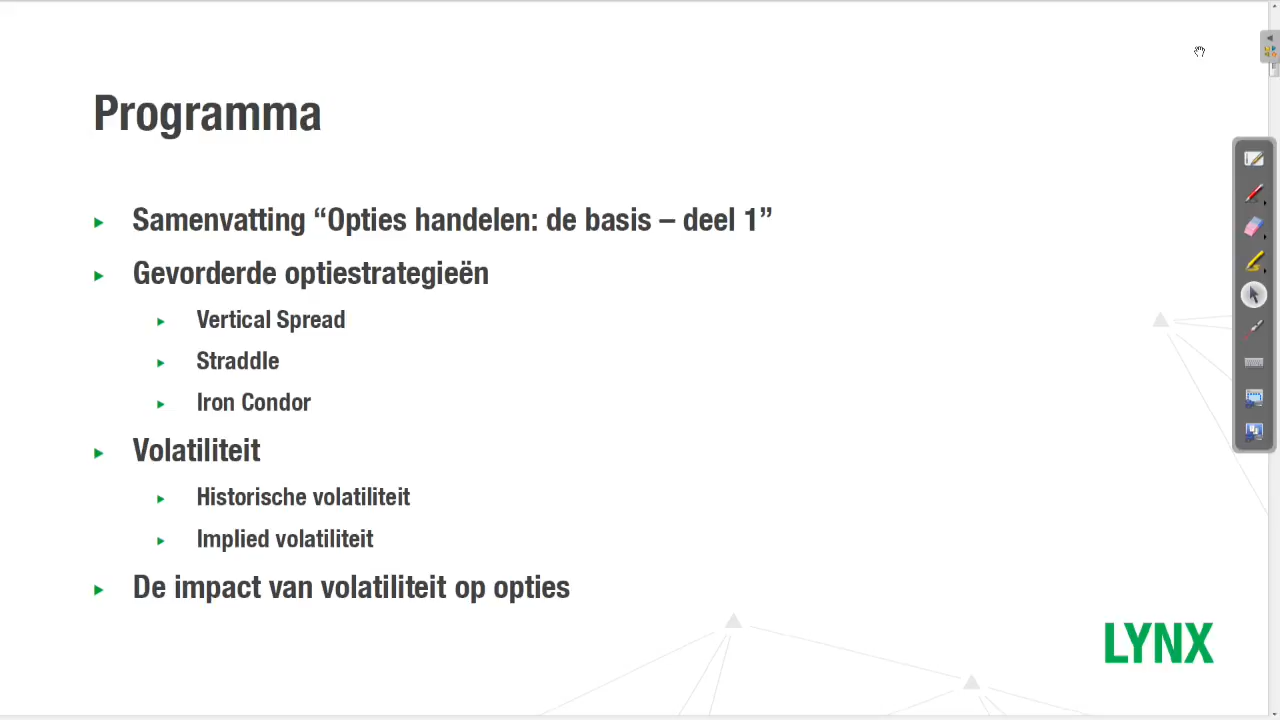 Programma
Samenvatting “Opties handelen: de basis – deel 1”
Gevorderde optiestrategieën
Vertical Spread
Straddle
Iron Condor
Volatiliteit
Historische volatiliteit
Implied volatiliteit
De impact van volatiliteit op opties
LYNX